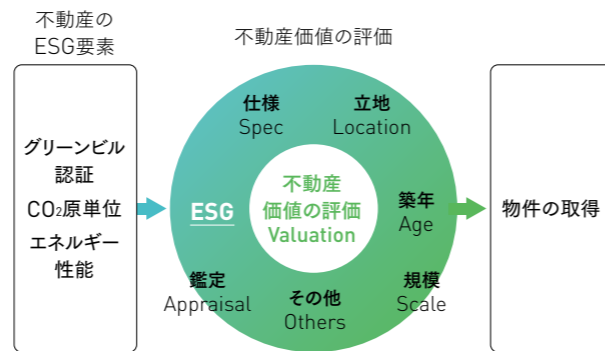 不動産の
ESG要素
グリーンビル
認証
CO₂原単位
エネルギー
性能
不動産価値の評価
仕様
Spec
立地
Location
ESG
不動産
価値の評価
Valuation
築年
Age
鑑定
Appraisal
その他
Others
規模
Scale
物件の取得